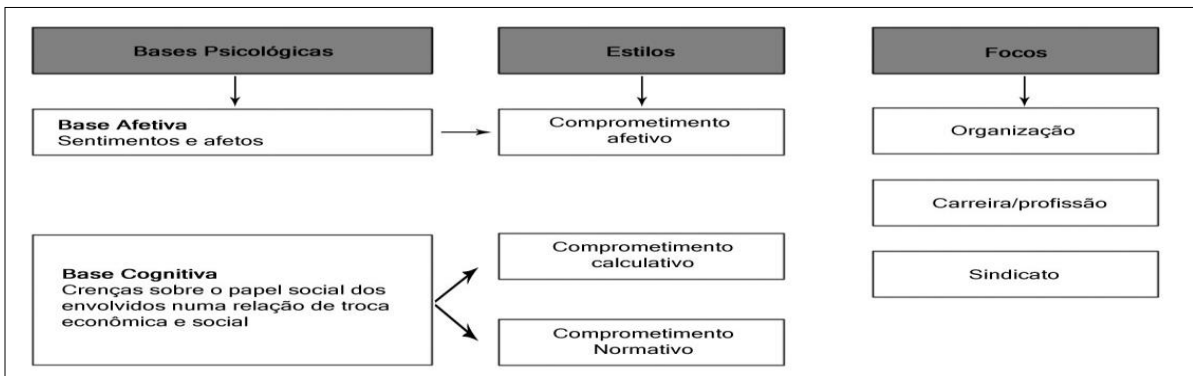 Bases Psicológicas
Estilos
Focos
Base Afetiva
Sentimentos e afetos
Comprometimento
afetivo
Organização
Carreira/profissão
Base Cognitiva
Crenças sobre o papel social dos
envolvidos numa relação de troca
econômica e social
Comprometimento
calculativo
Sindicato
Comprometimento
Normativo